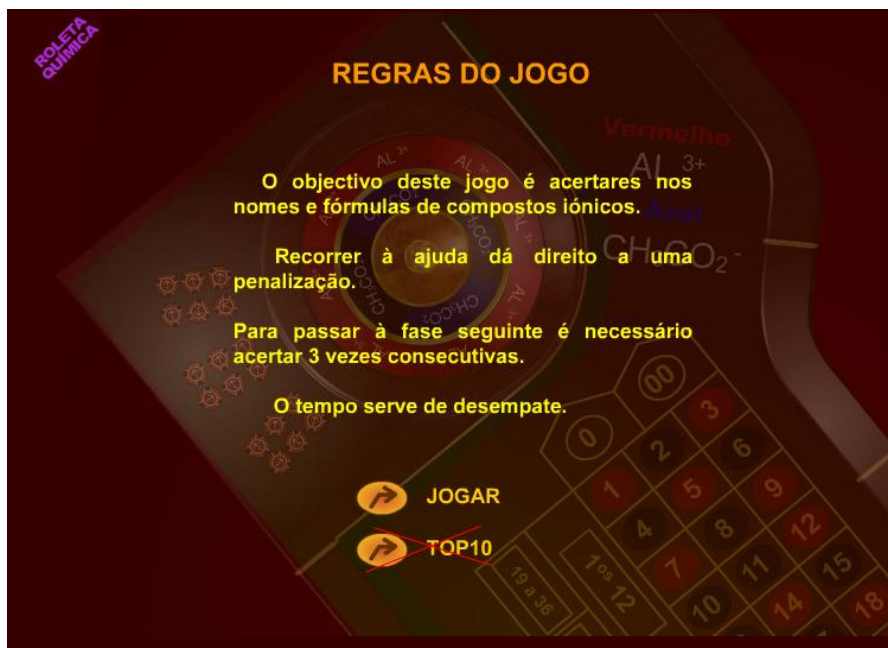 ROLETA
QUÍMICA
REGRAS DO JOGO
Vermelho
AL 3+
O objectivo deste jogo é acertares nos
nomes e fórmulas de compostos iónicos.
Azul
CH3CO2-
Recorrer à ajuda dá direito a uma
penalização.
Para passar à fase seguinte é necessário
acertar 3 vezes consecutivas.
O tempo serve de desempate.
JOGAR
TOP10
00
0
3
2
6
1
5
9
4
8
12
7
11
15
10
14
18
1os 12
19 a 36